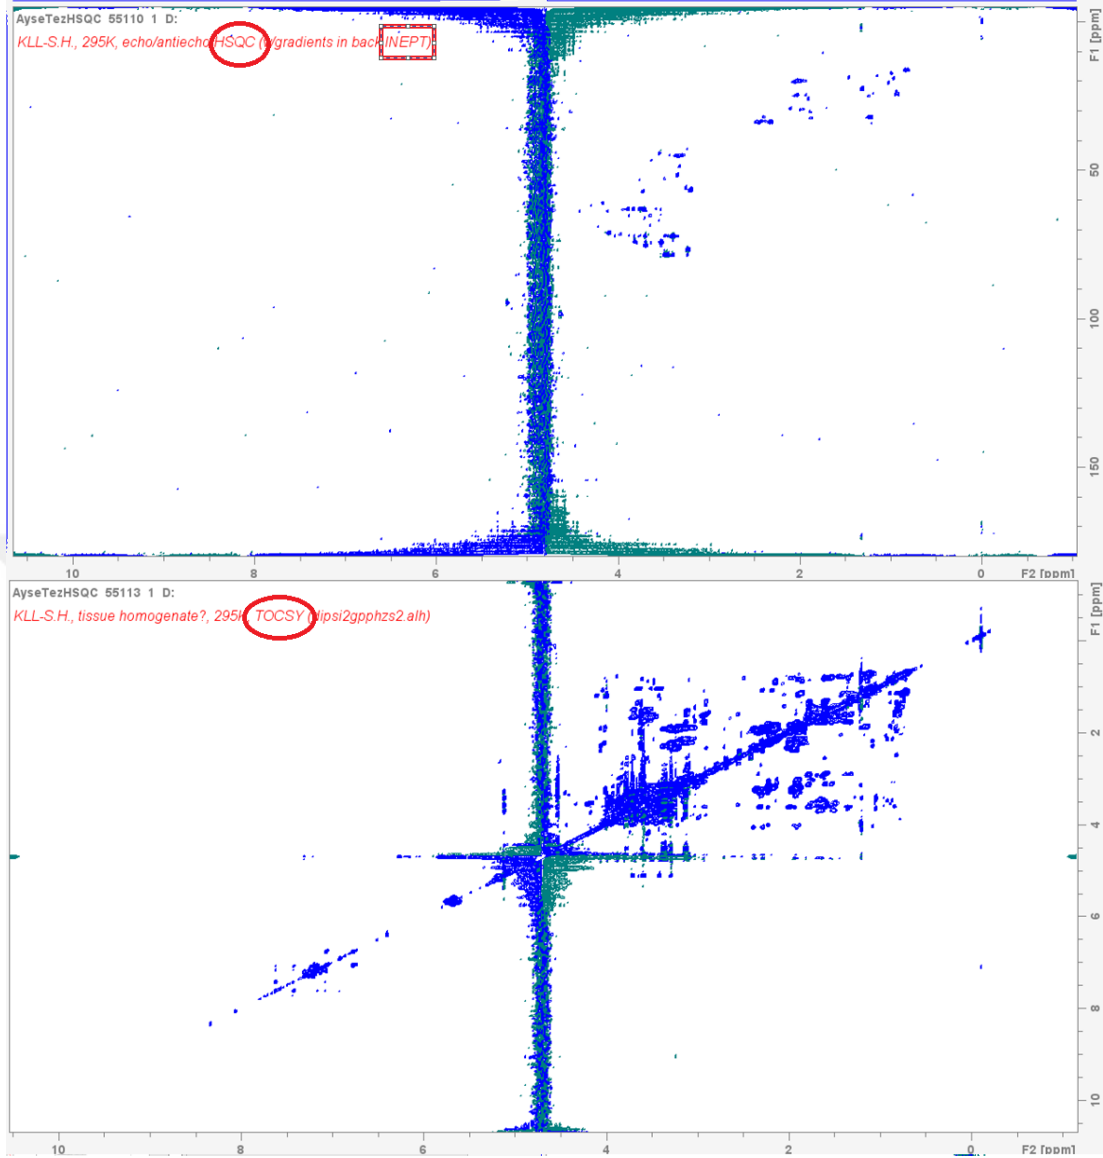 AyseTezHSQC 55110 1 D:
KLL-S.H., 295K, echo/antiecho HSQC (w/gradients in back INEPT)
F1 [ppm]
50
100
150
10 8 6 4 2 0 F2 [ppm]
AyseTezHSQC 55113 1 D:
KLL-S.H., tissue homogenate?, 295K, TOCSY (dipsi2gpphzs2.alh)
F1 [ppm]
2
4
6
8
10
10 8 6 4 2 0 F2 [ppm]